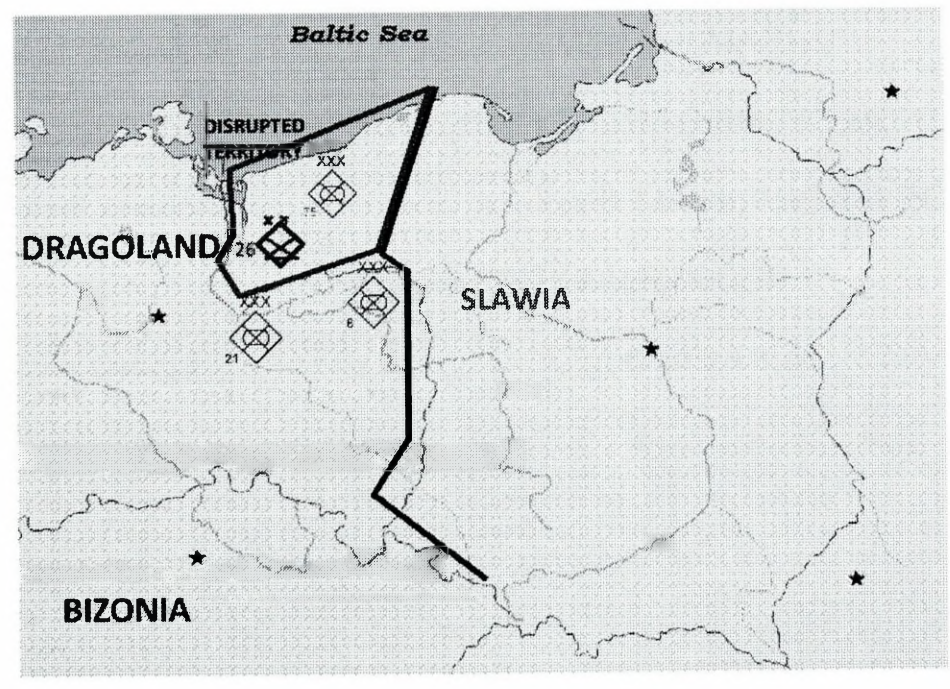 Baltic Sea
DISRUPTED
TERRITORY
XXX
75
XX
26
DRAGOLAND
XXX
6
SLAWIA
XXX
21
BIZONIA